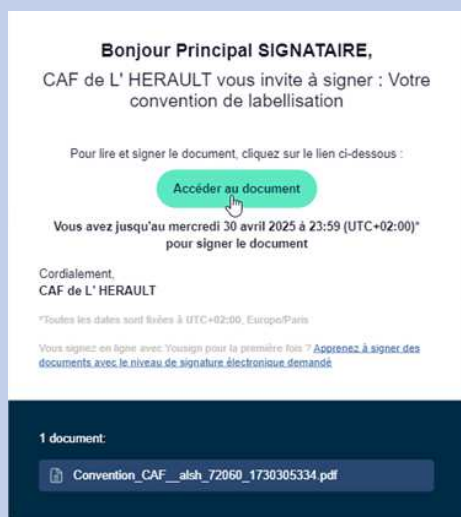 Bonjour Principal SIGNATAIRE,
CAF de L' HERAULT vous invite à signer : Votre
convention de labellisation
Pour lire et signer le document, cliquez sur le lien ci-dessous :
Accéder au document
Vous avez jusqu'au mercredi 30 avril 2025 à 23:59 (UTC+02:00)*
pour signer le document
Cordialement,
CAF de L' HERAULT
*Toutes les dates sont fixées à UTC+02:00, Europe/Paris
Vous signez en ligne avec Yousign pour la première fois ? Apprenez à signer des
documents avec le niveau de signature électronique demandé
1 document:
Convention_CAF__alsh_72060_1730305334.pdf